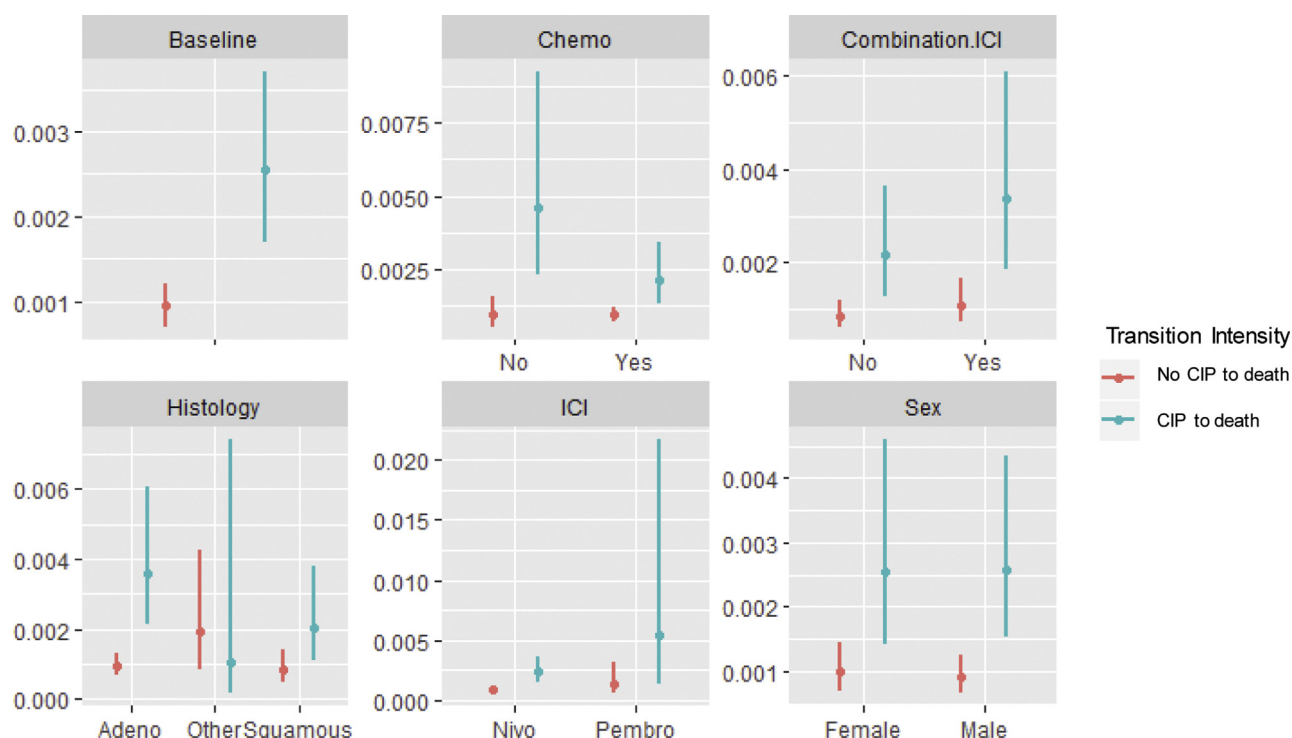 Baseline
0.003
0.002
0.001
Chemo
0.0075
0.0050
0.0025
No Yes
Combination.ICI
0.006
0.004
0.002
No Yes
Histology
0.006
0.004
0.002
0.000
Adeno Other Squamous
ICI
0.020
0.015
0.010
0.005
0.000
Nivo Pembro
Sex
0.004
0.003
0.002
0.001
Female Male
Transition Intensity
No CIP to death
CIP to death